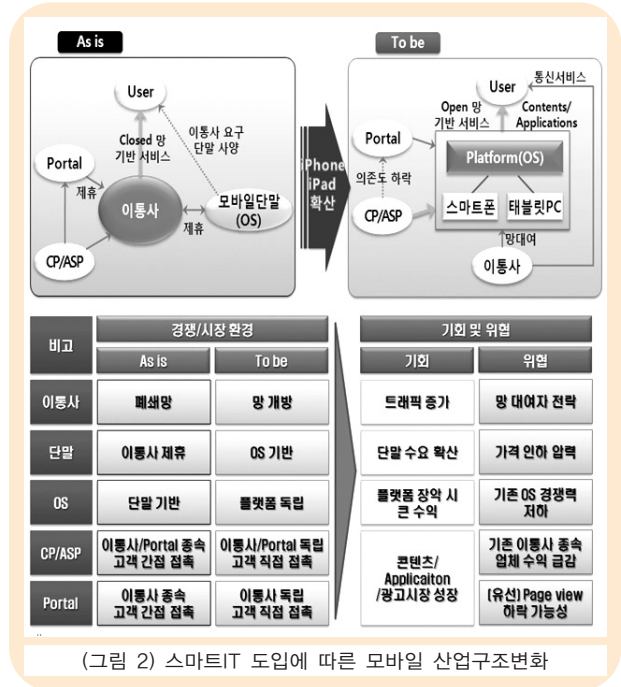 As is
To be
User
Closed 망
기반 서비스
이통사 요구
단말 사양
Portal
제휴
이통사
제휴
모바일단말
(OS)
CP/ASP
iPhone
iPad
확산
User
통신서비스
Open 망
기반 서비스
Contents/
Applications
Portal
Platform(OS)
의존도 하락
스마트폰
태블릿PC
CP/ASP
망대여
이통사
비고
경쟁/시장 환경
기회 및 위협
As is
To be
기회
위협
이통사
폐쇄망
망 개방
트래픽 증가
망 대여자 전락
단말
이통사 제휴
OS 기반
단말 수요 확산
가격 인하 압력
OS
단말 기반
플랫폼 독립
플랫폼 장악 시
큰 수익
기존 OS 경쟁력
저하
CP/ASP
이통사/Portal 종속
고객 간접 접촉
이통사/Portal 독립
고객 직접 접촉
콘텐츠/
Applicaiton
/광고시장 성장
기존 이통사 종속
업체 수익 급감
Portal
이통사 종속
고객 간접 접촉
이통사 독립
고객 직접 접촉
(유선) Page view
하락 가능성
(그림 2) 스마트IT 도입에 따른 모바일 산업구조변화